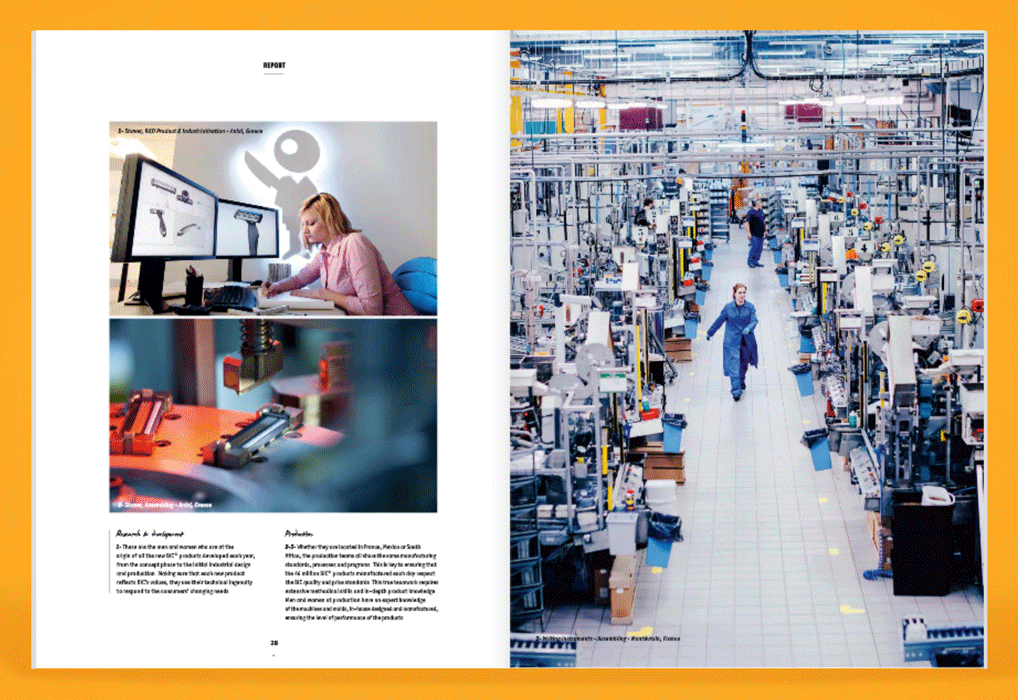 REPORT
1- Shaver, R&D Product & Industrialisation - Anixi, Greece
2- Shaver, Assembling - Anixi, Greece
Research & development
1- These are the men and women who are at the
origin of all the new BIC® products developed each year,
from the concept phase to the initial industrial design
and production. Making sure that each new product
reflects BIC's values, they use their technical ingenuity
to respond to the consumers' changing needs
Production
2-3- Whether they are located in France, Mexico or South
Africa, the production teams all share the same manufacturing
standards, processes and programs. This is key to ensuring that
the 46 million BIC® products manufactured each day respect
the BIC quality and price standards. This true teamwork requires
extensive methodical skills and in-depth product knowledge
Men and women at production have an expert knowledge
of the machines and molds, in-house designed and manufactured,
ensuring the level of performance of the products
28
3- Writing Instruments - Assembling - Montévrain, France